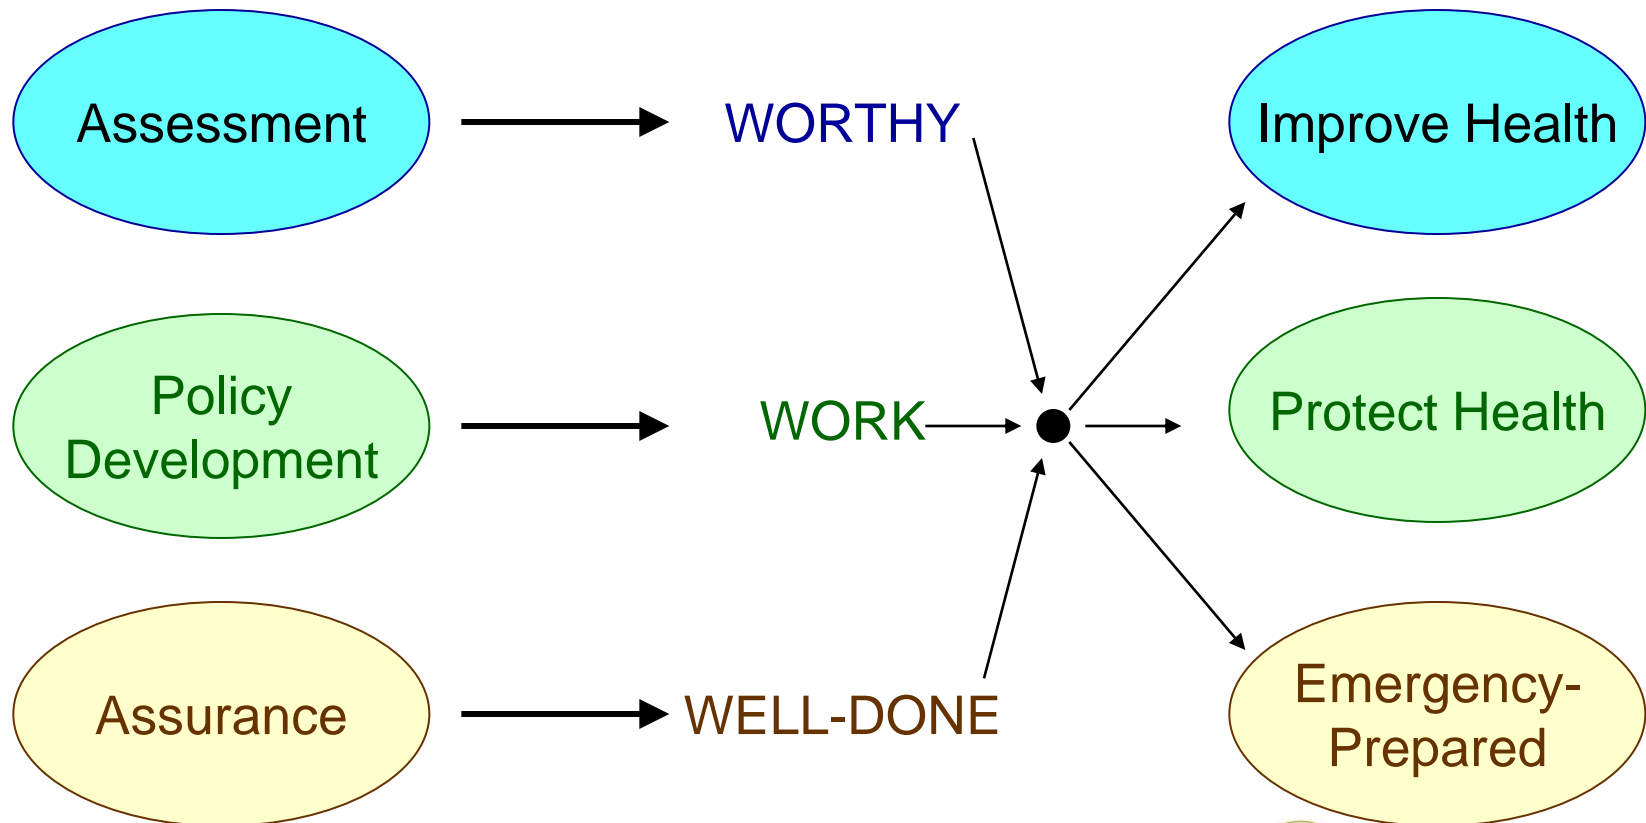 Assessment
WORTHY
Improve Health
Policy
Development
WORK
Protect Health
Assurance
WELL-DONE
Emergency-
Prepared